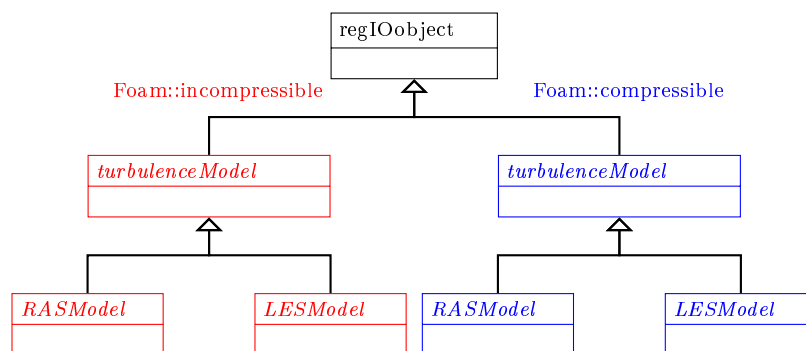 regIOobject
Foam::incompressible
Foam::compressible
turbulenceModel
turbulenceModel
RASModel
LESModel
RASModel
LESModel